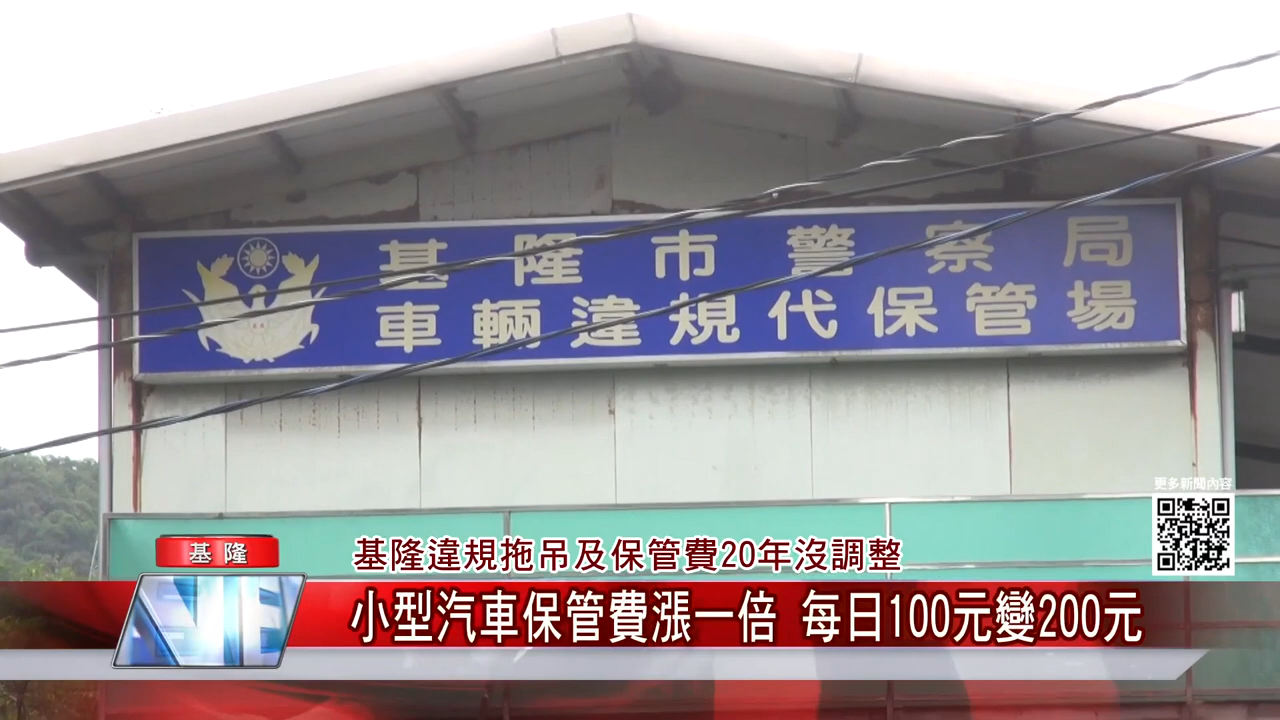 基隆市警察局
車輛違規代保管場
更多新聞內容
基隆
基隆違規拖吊及保管費20年沒調整
小型汽車保管費漲一倍 每日100元變200元